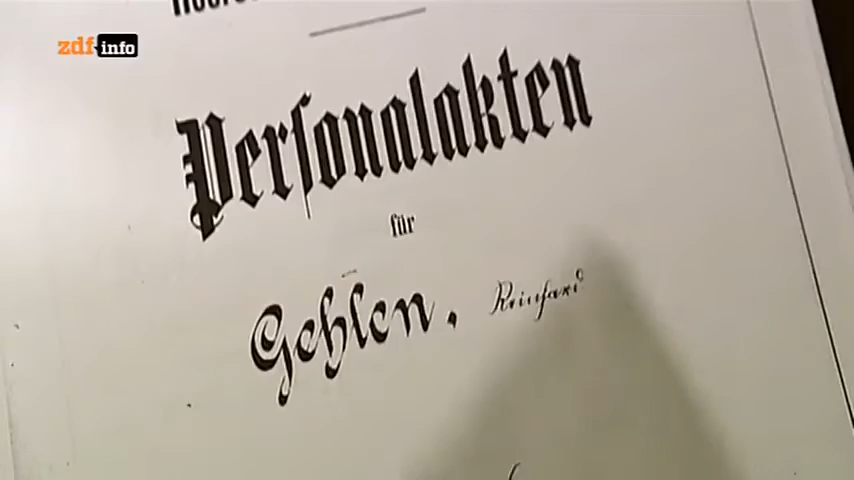 zdf info
Personalakten
für
Gehlen. Reinhard